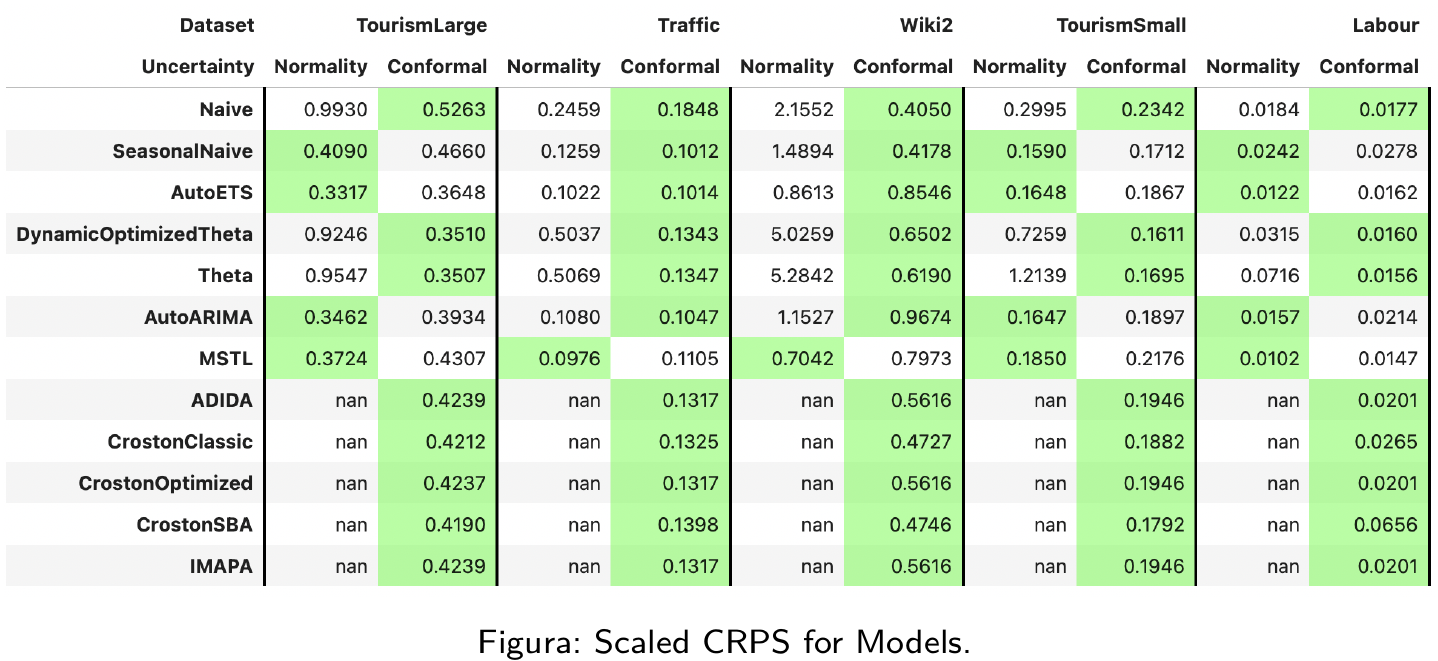 Dataset TourismLarge Traffic Wiki2 TourismSmall Labour
Uncertainty Normality Conformal Normality Conformal Normality Conformal Normality Conformal Normality Conformal
Naive 0.9930 0.5263 0.2459 0.1848 2.1552 0.4050 0.2995 0.2342 0.0184 0.0177
SeasonalNaive 0.4090 0.4660 0.1259 0.1012 1.4894 0.4178 0.1590 0.1712 0.0242 0.0278
AutoETS 0.3317 0.3648 0.1022 0.1014 0.8613 0.8546 0.1648 0.1867 0.0122 0.0162
DynamicOptimizedTheta 0.9246 0.3510 0.5037 0.1343 5.0259 0.6502 0.7259 0.1611 0.0315 0.0160
Theta 0.9547 0.3507 0.5069 0.1347 5.2842 0.6190 1.2139 0.1695 0.0716 0.0156
AutoARIMA 0.3462 0.3934 0.1080 0.1047 1.1527 0.9674 0.1647 0.1897 0.0157 0.0214
MSTL 0.3724 0.4307 0.0976 0.1105 0.7042 0.7973 0.1850 0.2176 0.0102 0.0147
ADIDA nan 0.4239 nan 0.1317 nan 0.5616 nan 0.1946 nan 0.0201
CrostonClassic nan 0.4212 nan 0.1325 nan 0.4727 nan 0.1882 nan 0.0265
CrostonOptimized nan 0.4237 nan 0.1317 nan 0.5616 nan 0.1946 nan 0.0201
CrostonSBA nan 0.4190 nan 0.1398 nan 0.4746 nan 0.1792 nan 0.0656
IMAPA nan 0.4239 nan 0.1317 nan 0.5616 nan 0.1946 nan 0.0201
Figura: Scaled CRPS for Models.